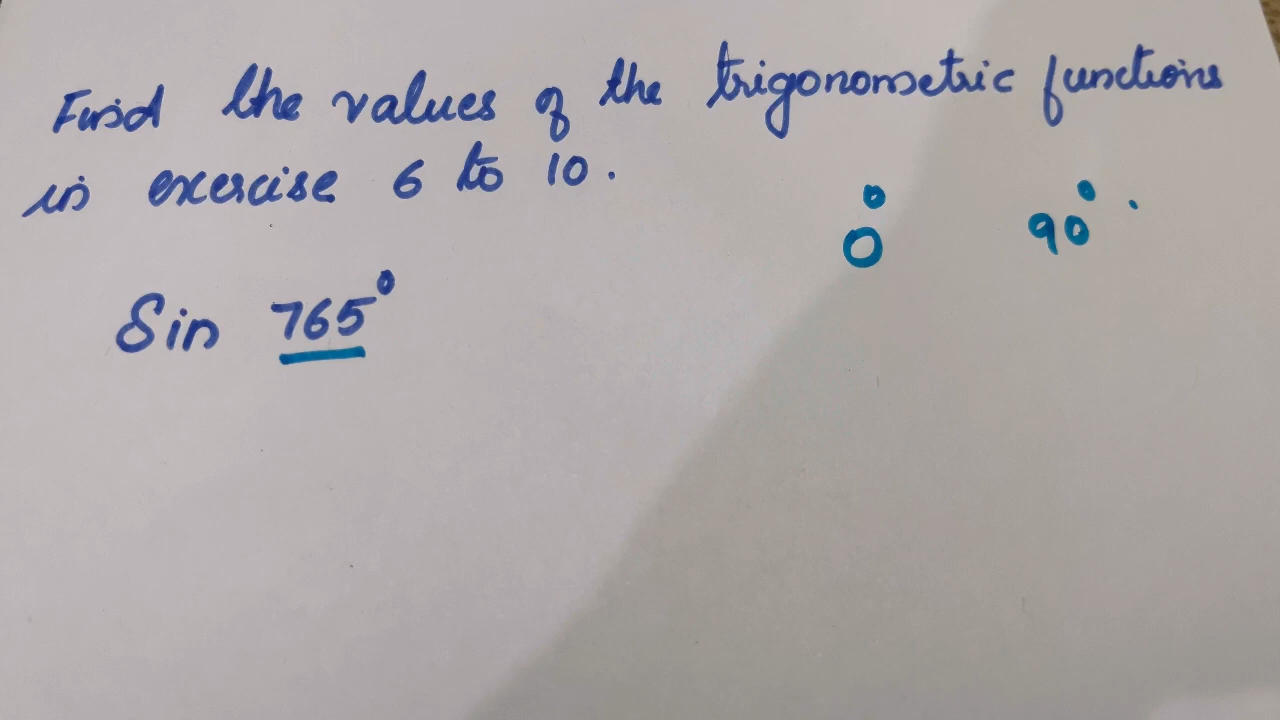 Find the values of the trigonometric functions
in exercise 6 to 10.
0° 90°.
Sin 765°